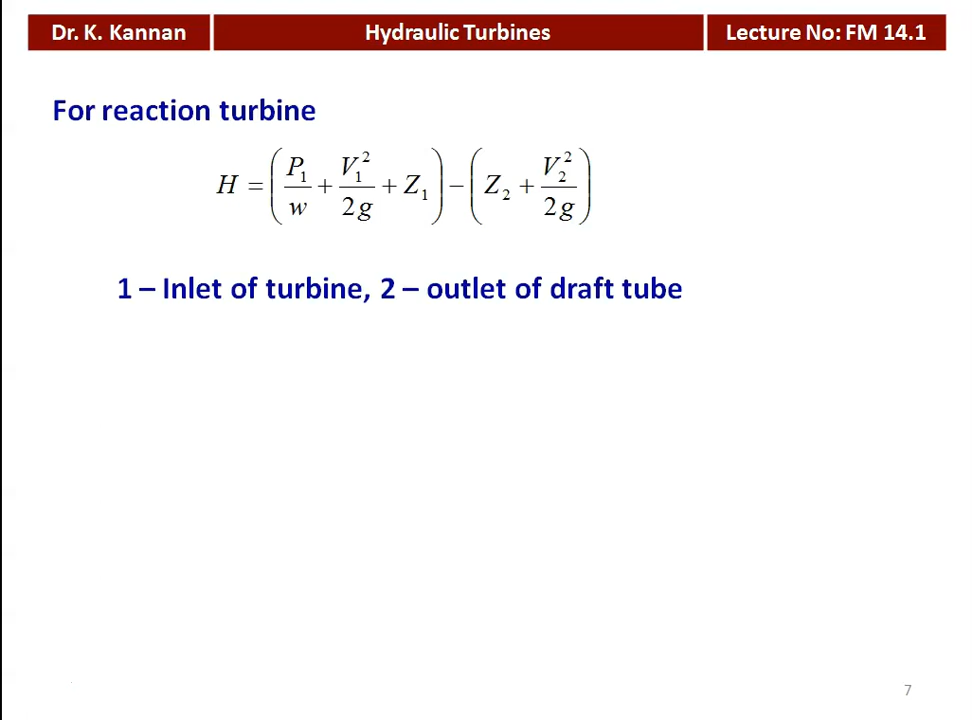 Dr. K. Kannan
Hydraulic Turbines
Lecture No: FM 14.1
For reaction turbine
H = (P₁/w + V₁²/2g + Z₁) − (Z₂ + V₂²/2g)
1 – Inlet of turbine, 2 – outlet of draft tube
7